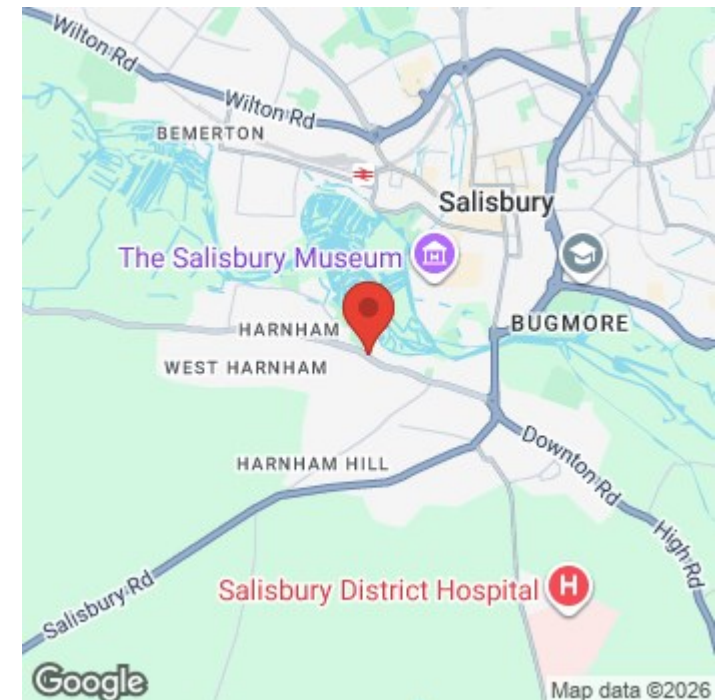 Wilton Rd
Wilton Rd
BEMERTON
Salisbury
The Salisbury Museum
HARNHAM
BUGMORE
WEST HARNHAM
HARNHAM HILL
Downton Rd
High Rd
Salisbury Rd
Salisbury District Hospital
H
Google
Map data ©2026